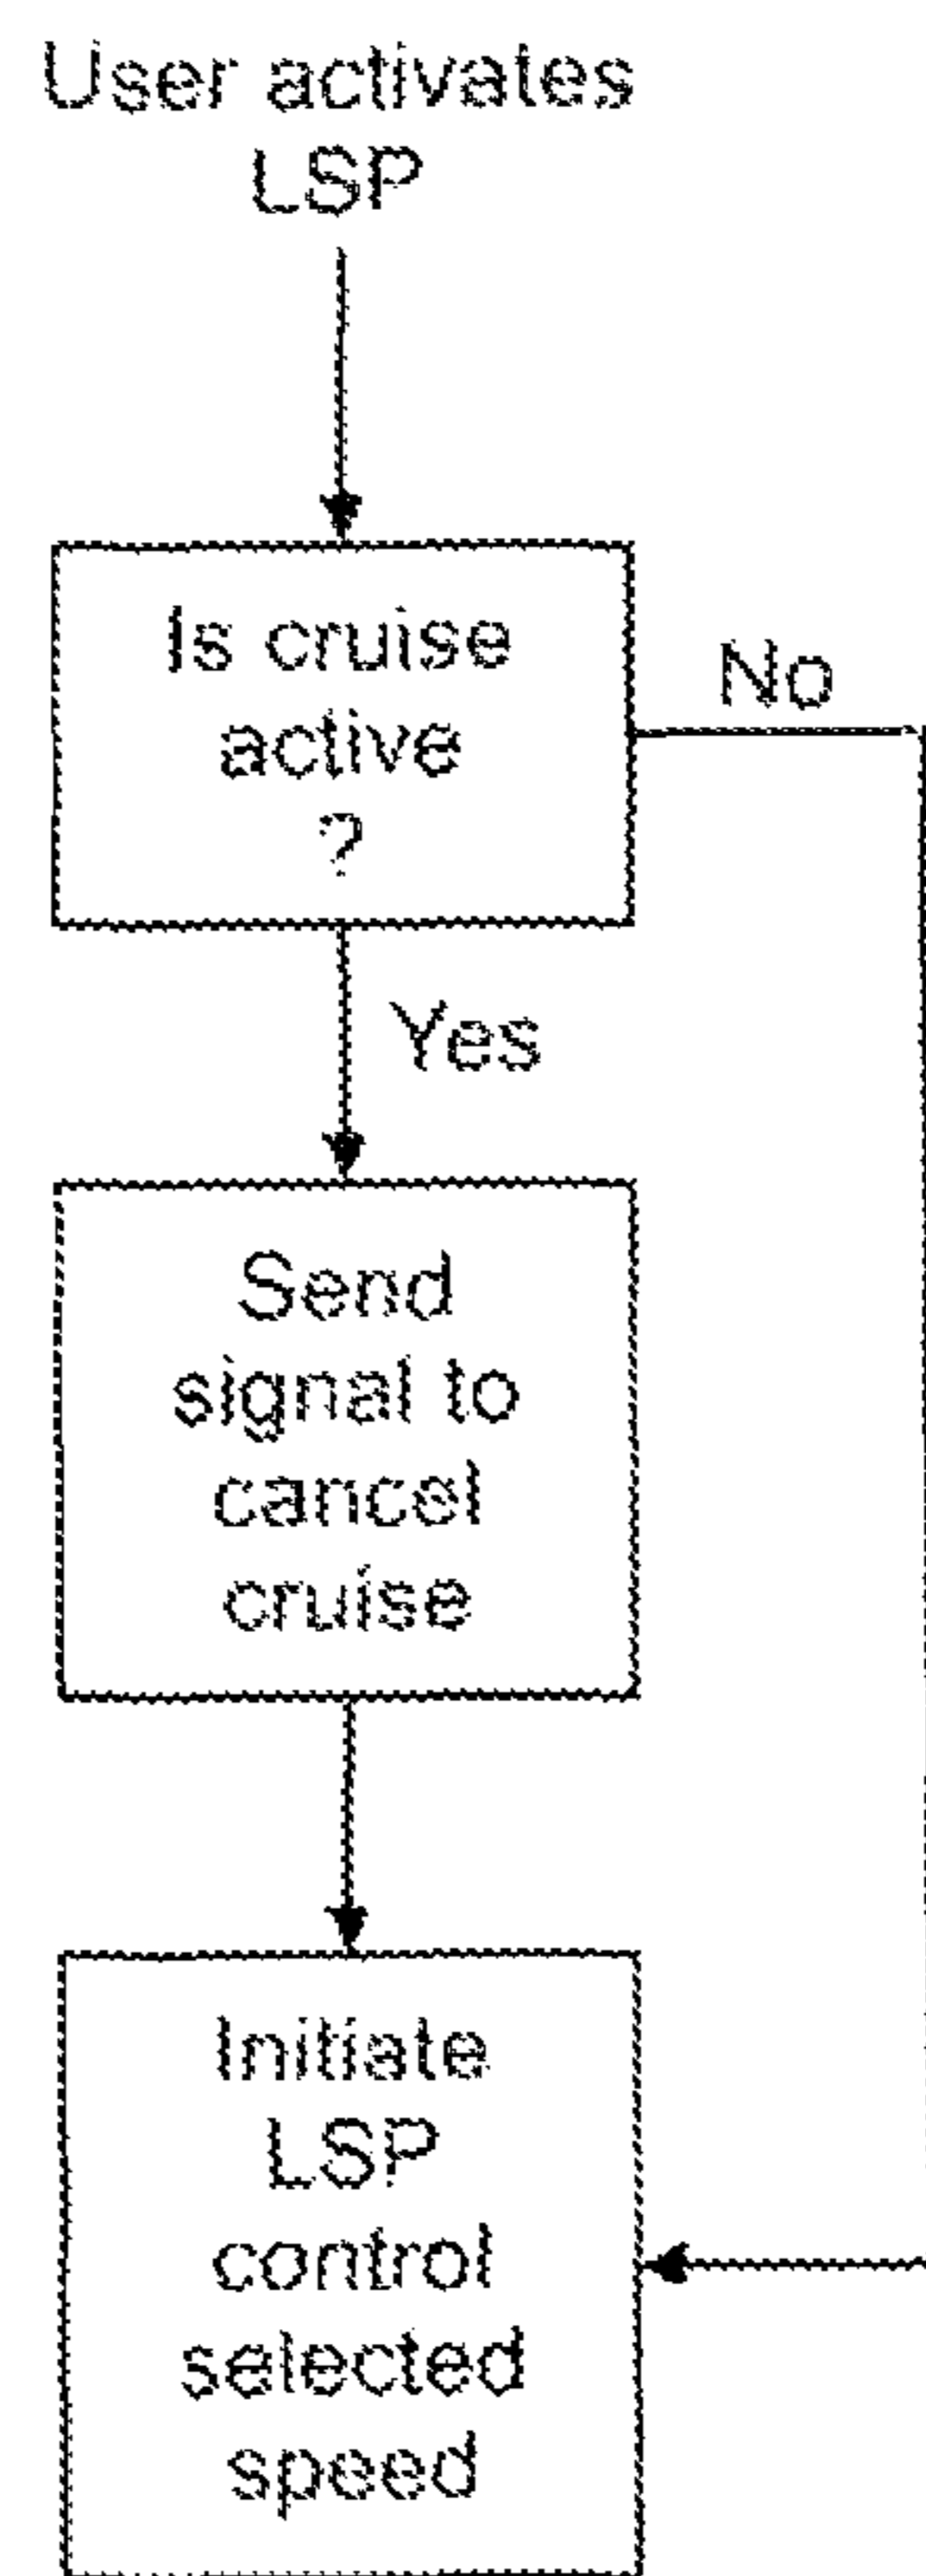 User activates
LSP
Is cruise
active
?
No
Yes
Send
signal to
cancel
cruise
Initiate
LSP
control
selected
speed